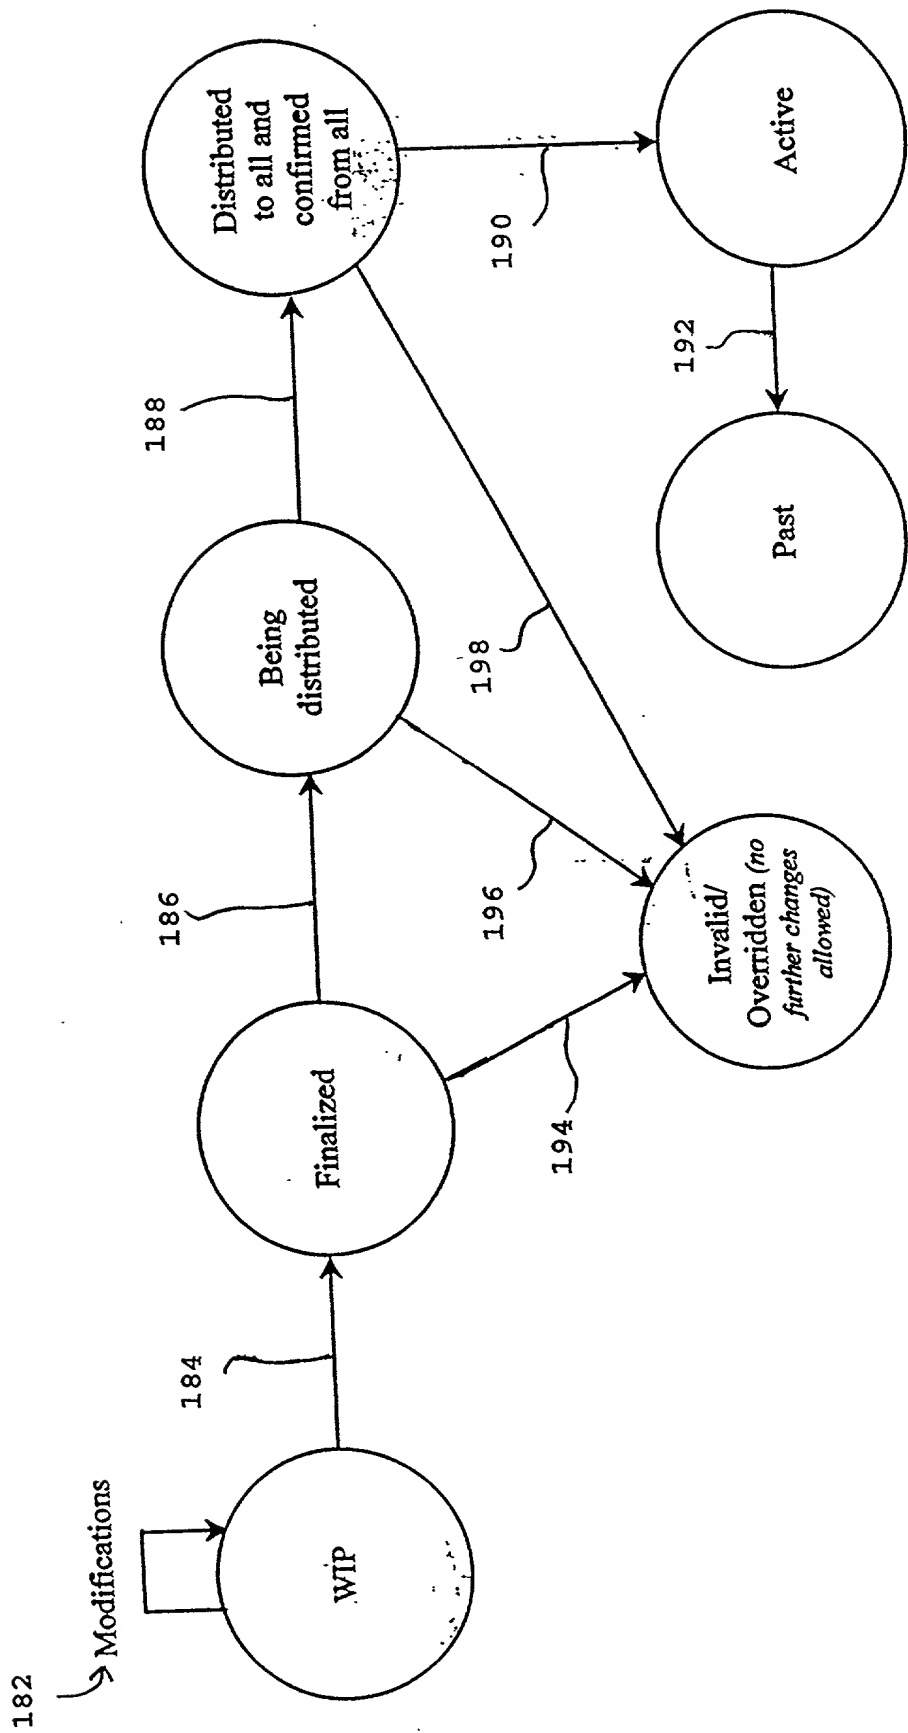 182
Modifications
WIP
184
Finalized
186
Being
distributed
188
Distributed
to all and
confirmed
from all
194
196
198
190
Invalid/
Overridden (no
further changes
allowed)
Past
192
Active